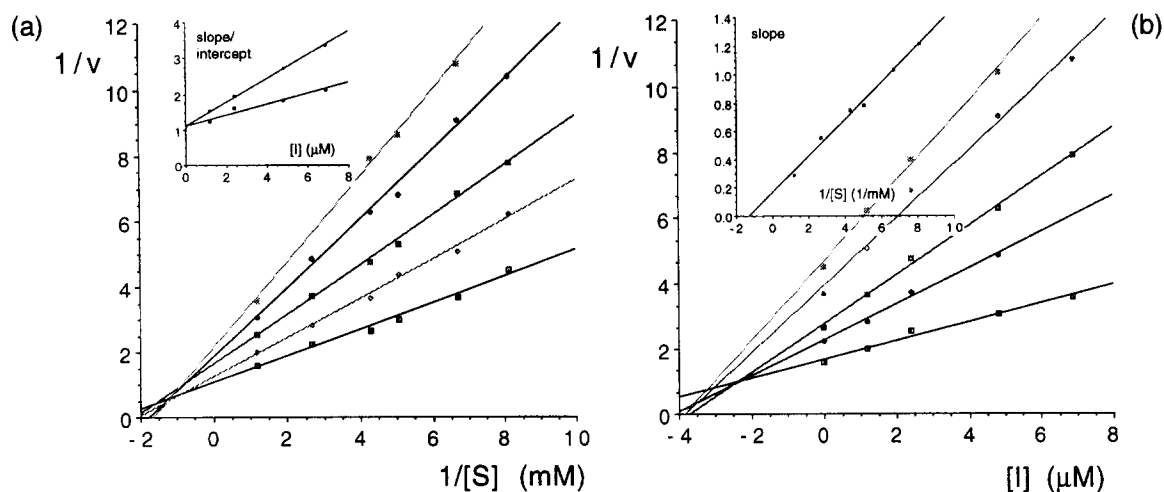 (a)
12
1/v
10
8
6
4
2
0
-2 0 2 4 6 8 10
1/[S] (mM)
4
3
2
1
0
slope/
intercept
[I] (µM)
0 2 4 6 8
(b)
12
1/v
10
8
6
4
2
0
-4 -2 0 2 4 6 8
[I] (µM)
1.4
1.2
1.0
0.8
0.6
0.4
0.2
0.0
slope
1/[S] (1/mM)
-2 0 2 4 6 8 10